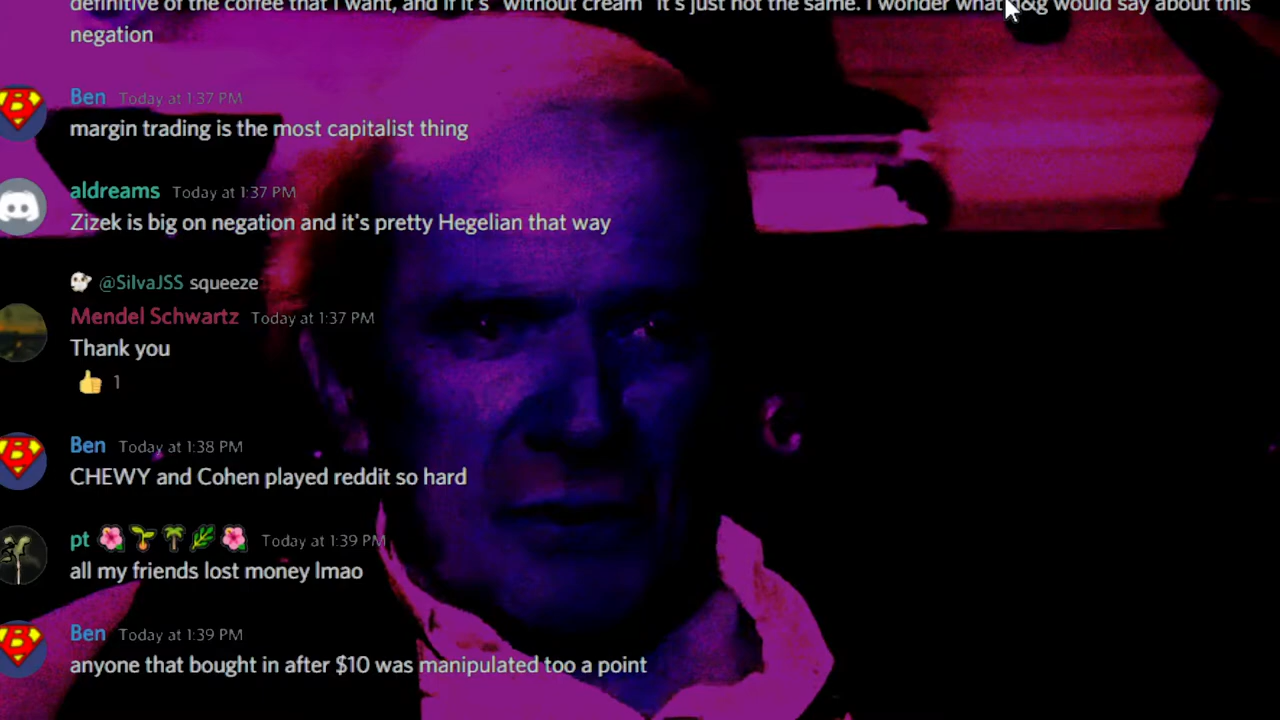 definitive of the coffee that I want, and if it's "without cream" it's just not the same. I wonder what d&g would say about this
negation
Ben Today at 1:37 PM
margin trading is the most capitalist thing
aldreams Today at 1:37 PM
Zizek is big on negation and it's pretty Hegelian that way
@SilvaJSS squeeze
Mendel Schwartz Today at 1:37 PM
Thank you
👍 1
Ben Today at 1:38 PM
CHEWY and Cohen played reddit so hard
pt 🌺🌱🌴🌿🌺 Today at 1:39 PM
all my friends lost money lmao
Ben Today at 1:39 PM
anyone that bought in after $10 was manipulated too a point